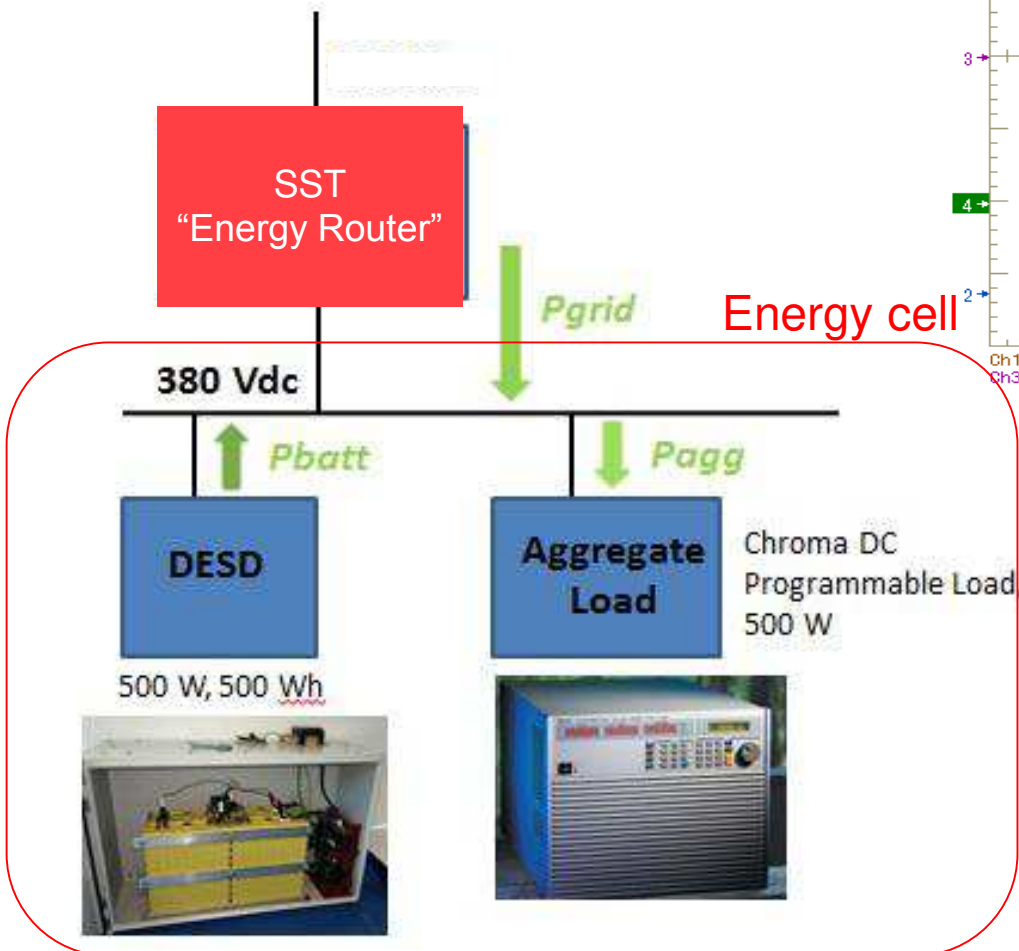 3
SST
“Energy Router”
4
Pgrid
2
Energy cell
Ch1
Ch3
380 Vdc
Pbatt
Pagg
DESD
Aggregate
Load
Chroma DC
Programmable Load,
500 W
500 W, 500 Wh